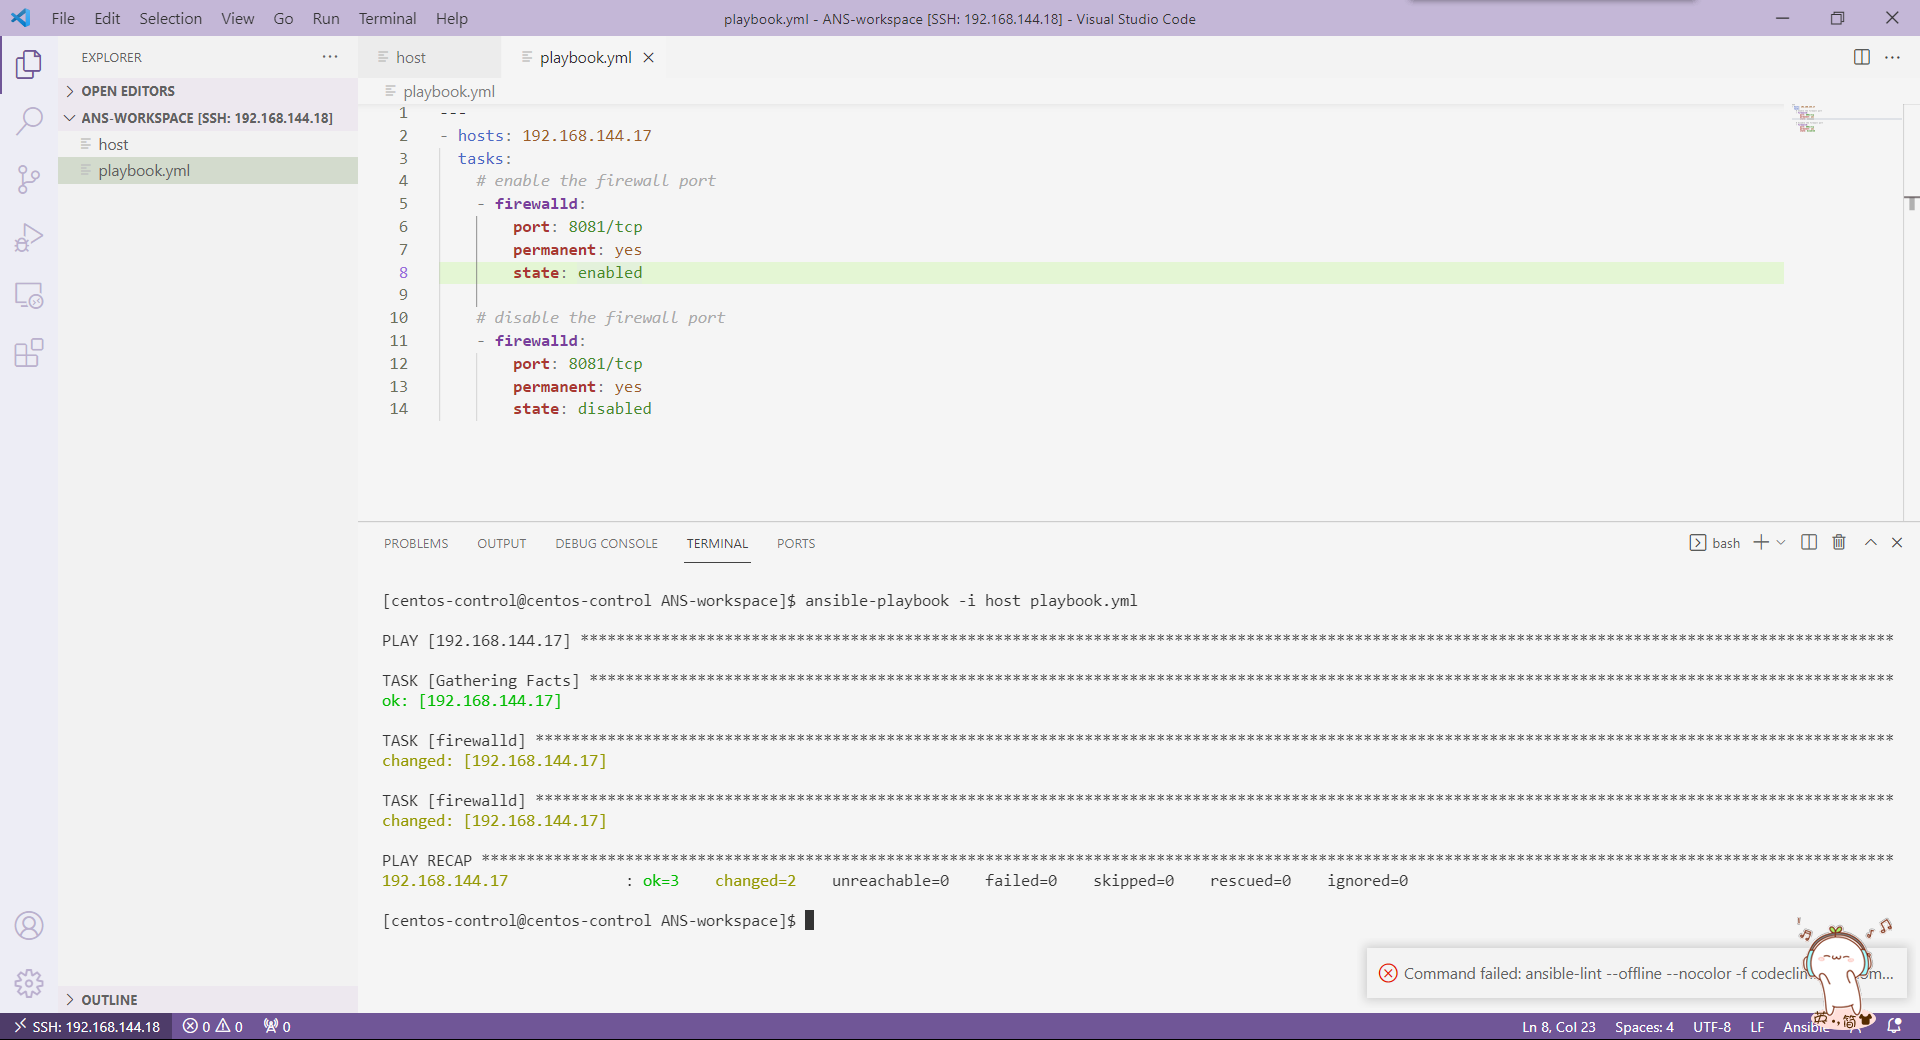 File Edit Selection View Go Run Terminal Help
playbook.yml - ANS-workspace [SSH: 192.168.144.18] - Visual Studio Code
EXPLORER
OPEN EDITORS
ANS-WORKSPACE [SSH: 192.168.144.18]
host
playbook.yml
host
playbook.yml
playbook.yml
1 ---
2 - hosts: 192.168.144.17
3 tasks:
4 # enable the firewall port
5 - firewalld:
6 port: 8081/tcp
7 permanent: yes
8 state: enabled
9
10 # disable the firewall port
11 - firewalld:
12 port: 8081/tcp
13 permanent: yes
14 state: disabled
PROBLEMS OUTPUT DEBUG CONSOLE TERMINAL PORTS
bash
[centos-control@centos-control ANS-workspace]$ ansible-playbook -i host playbook.yml
PLAY [192.168.144.17] **************************************************************************************************************************************************
TASK [Gathering Facts] *************************************************************************************************************************************************
ok: [192.168.144.17]
TASK [firewalld] *******************************************************************************************************************************************************
changed: [192.168.144.17]
TASK [firewalld] *******************************************************************************************************************************************************
changed: [192.168.144.17]
PLAY RECAP *************************************************************************************************************************************************************
192.168.144.17 : ok=3 changed=2 unreachable=0 failed=0 skipped=0 rescued=0 ignored=0
[centos-control@centos-control ANS-workspace]$
Command failed: ansible-lint --offline --nocolor -f
OUTLINE
SSH: 192.168.144.18 0 0 0
Ln 8, Col 23 Spaces: 4 UTF-8 LF Ansible
英 , 简